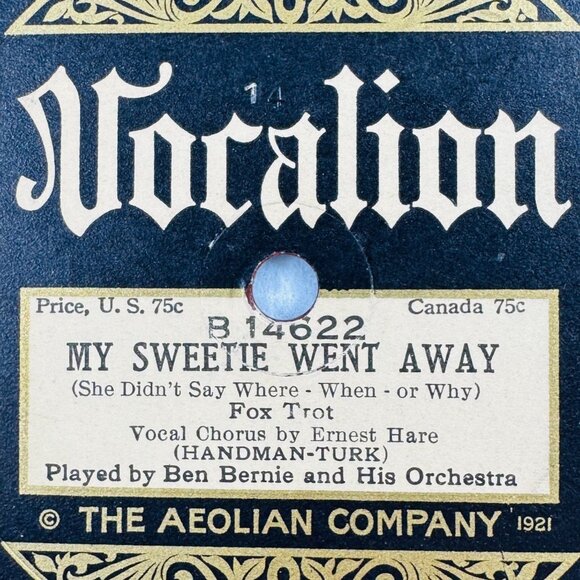 14
Vocalion
Price, U. S. 75c Canada 75c
B 14622
MY SWEETIE WENT AWAY
(She Didn't Say Where - When - or Why)
Fox Trot
Vocal Chorus by Ernest Hare
(HANDMAN-TURK)
Played by Ben Bernie and His Orchestra
© THE AEOLIAN COMPANY 1921